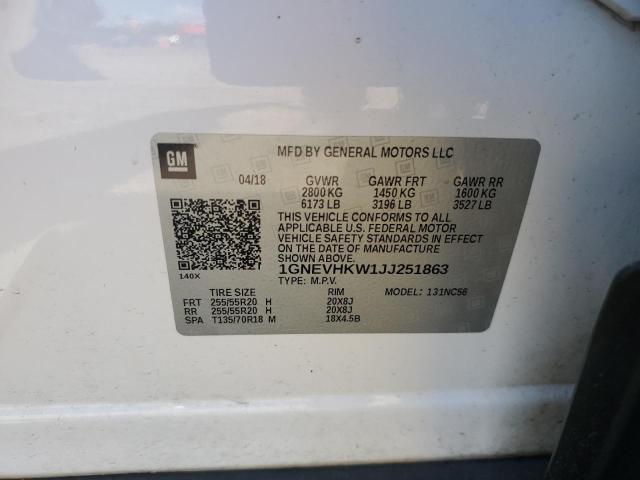 GM
MFD BY GENERAL MOTORS LLC
04/18 GVWR GAWR FRT GAWR RR
2800 KG 1450 KG 1600 KG
6173 LB 3196 LB 3527 LB
THIS VEHICLE CONFORMS TO ALL
APPLICABLE U.S. FEDERAL MOTOR
VEHICLE SAFETY STANDARDS IN EFFECT
ON THE DATE OF MANUFACTURE
SHOWN ABOVE.
140X
1GNEVHKW1JJ251863
TYPE: M.P.V.
TIRE SIZE RIM MODEL: 131NC56
FRT 255/55R20 H 20X8J
RR 255/55R20 H 20X8J
SPA T135/70R18 M 18X4.5B